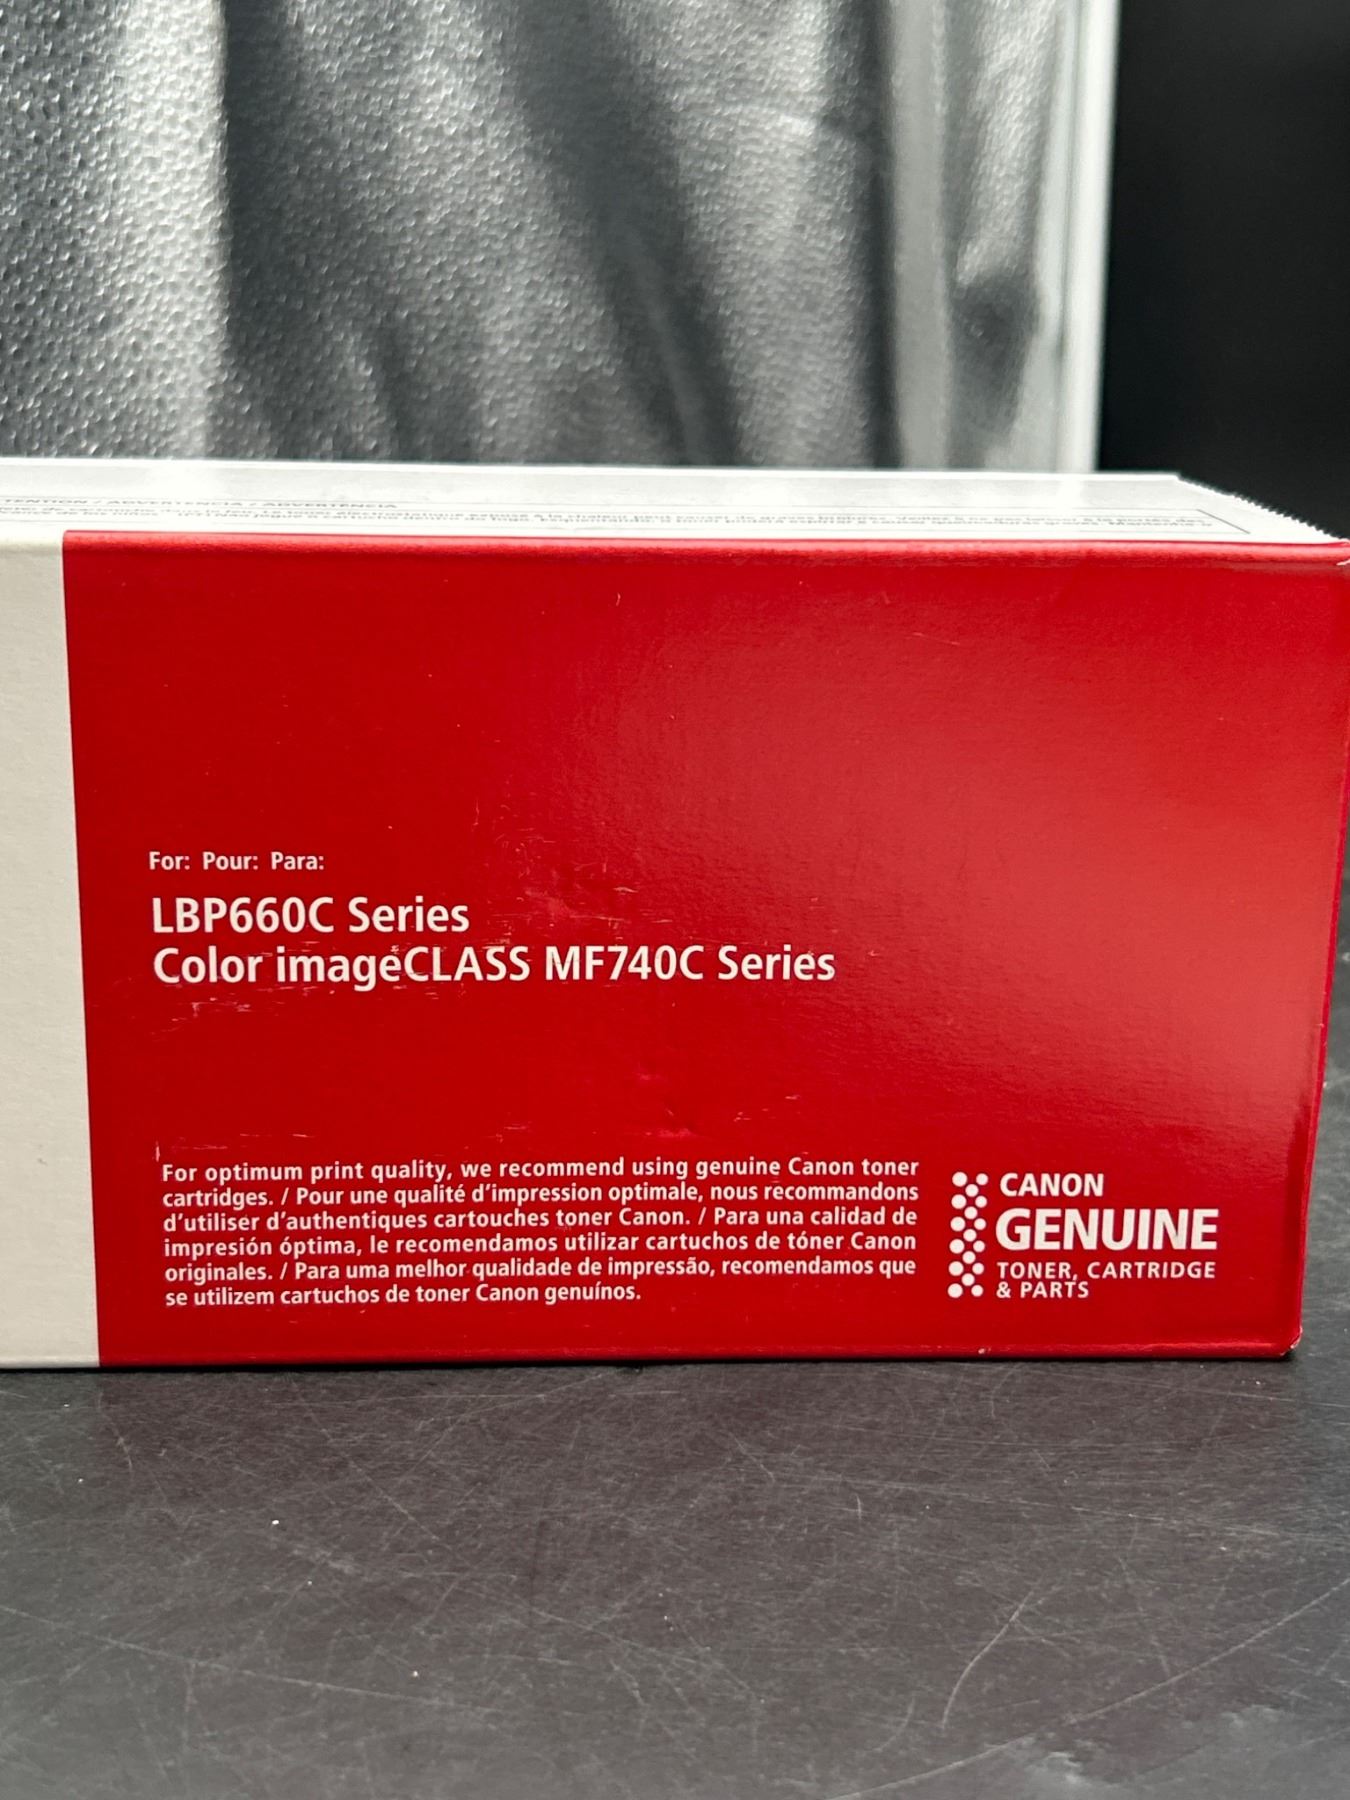 ATTENTION / ADVERTENCIA / ADVERTÊNCIA
For: Pour: Para:
LBP660C Series
Color imageCLASS MF740C Series
For optimum print quality, we recommend using genuine Canon toner
cartridges. / Pour une qualité d'impression optimale, nous recommandons
d'utiliser d'authentiques cartouches toner Canon. / Para una calidad de
impresión óptima, le recomendamos utilizar cartuchos de tóner Canon
originales. / Para uma melhor qualidade de impressão, recomendamos que
se utilizem cartuchos de toner Canon genuínos.
CANON
GENUINE
TONER, CARTRIDGE
& PARTS